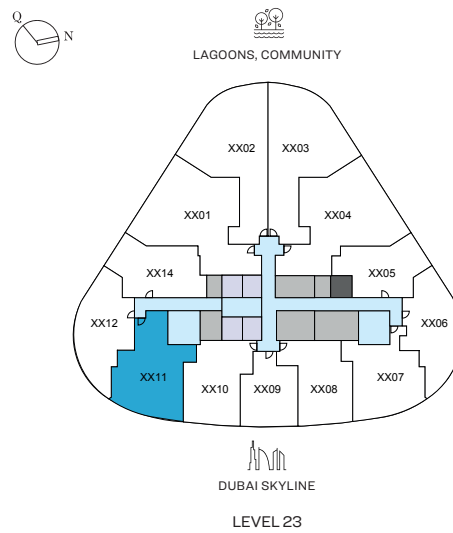 Q
N
LAGOONS, COMMUNITY
XX02
XX03
XX01
XX04
XX14
XX05
XX12
XX06
XX11
XX10
XX09
XX08
XX07
DUBAI SKYLINE
LEVEL 23